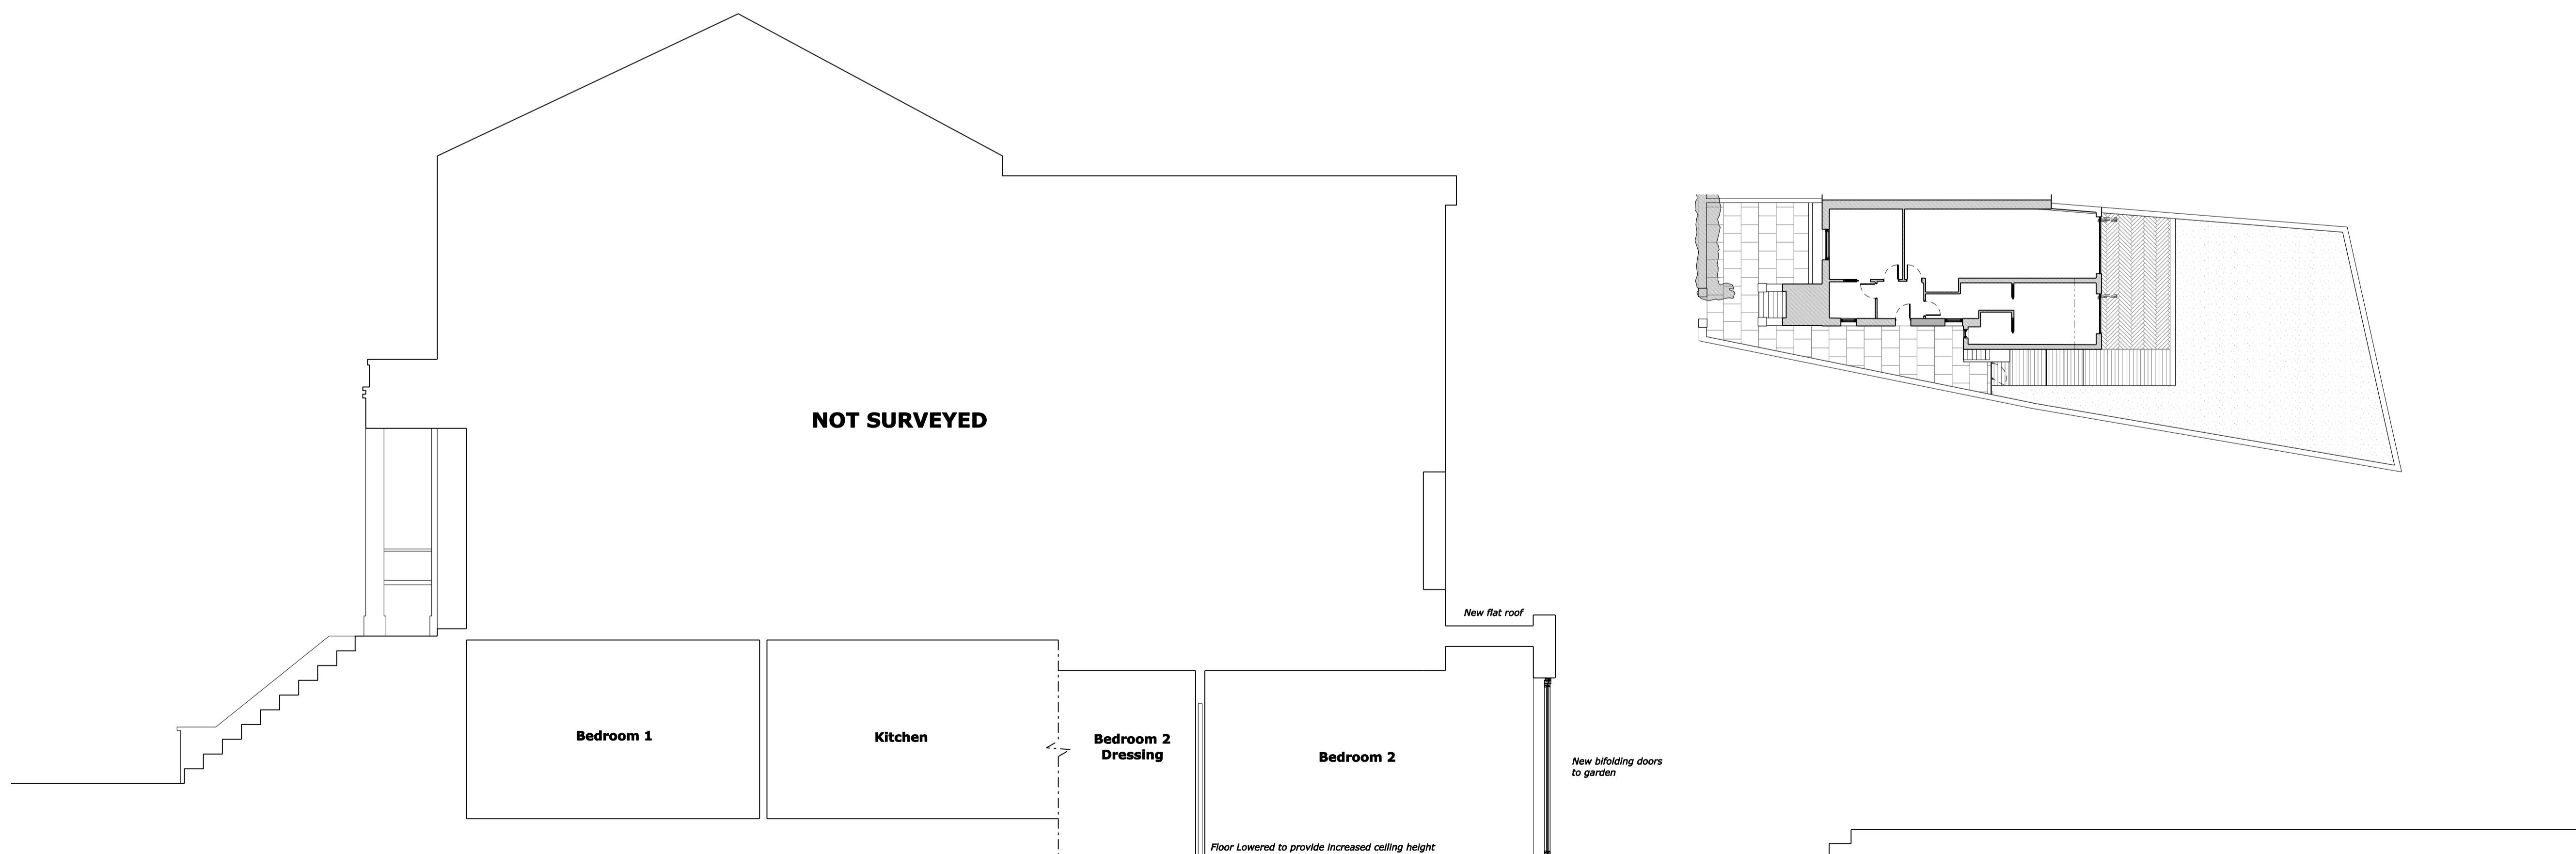 NOT SURVEYED
New flat roof
Bedroom 1
Kitchen
Bedroom 2
Dressing
Bedroom 2
New bifolding doors
to garden
Floor Lowered to provide increased ceiling height